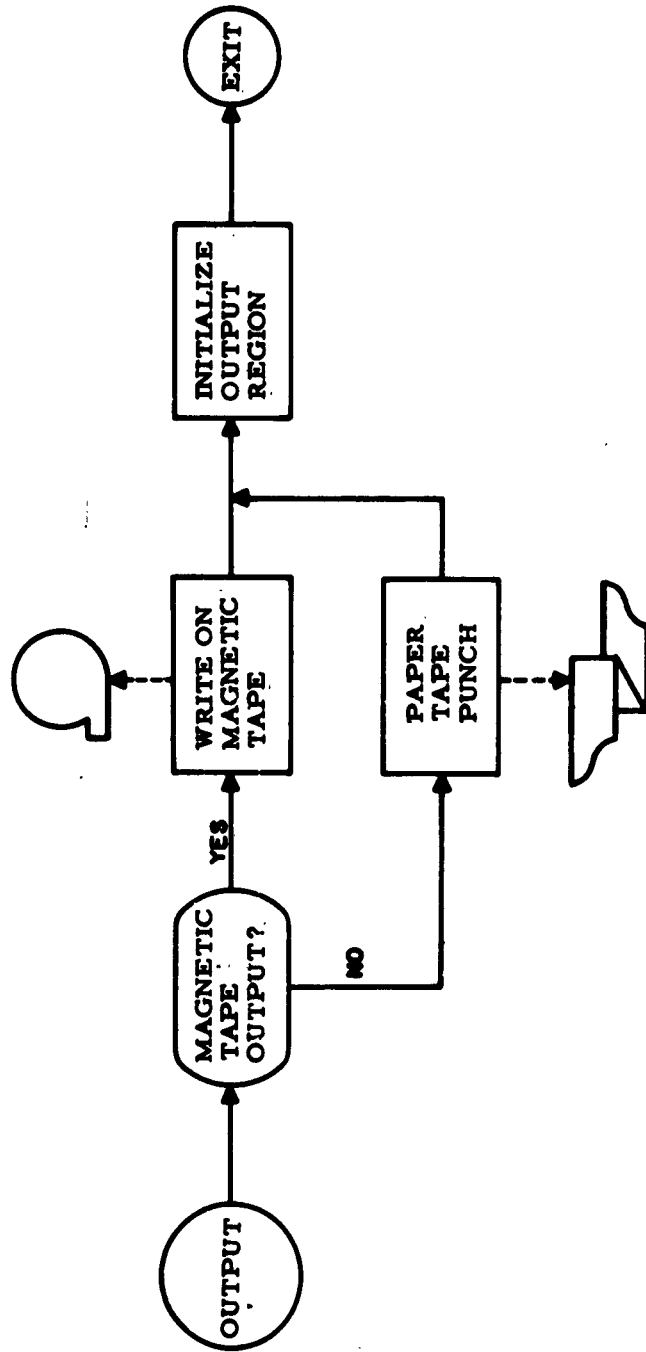 OUTPUT
MAGNETIC
TAPE
OUTPUT?
YES
NO
WRITE ON
MAGNETIC
TAPE
PAPER
TAPE
PUNCH
INITIALIZE
OUTPUT
REGION
EXIT